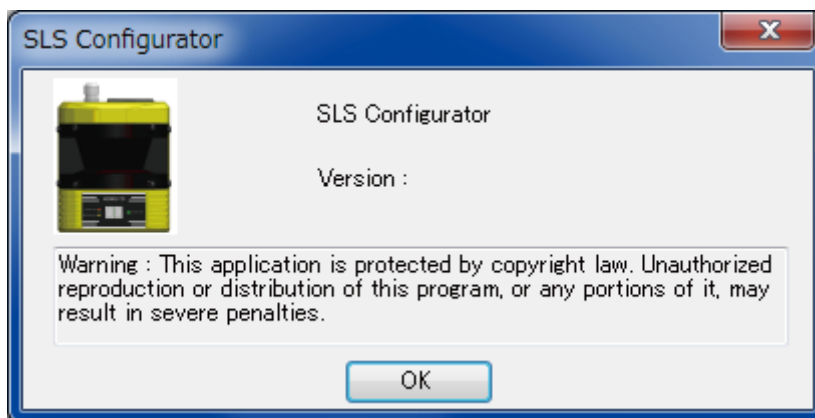 SLS Configurator
SLS Configurator
Version :
Warning : This application is protected by copyright law. Unauthorized
reproduction or distribution of this program, or any portions of it, may
result in severe penalties.
OK